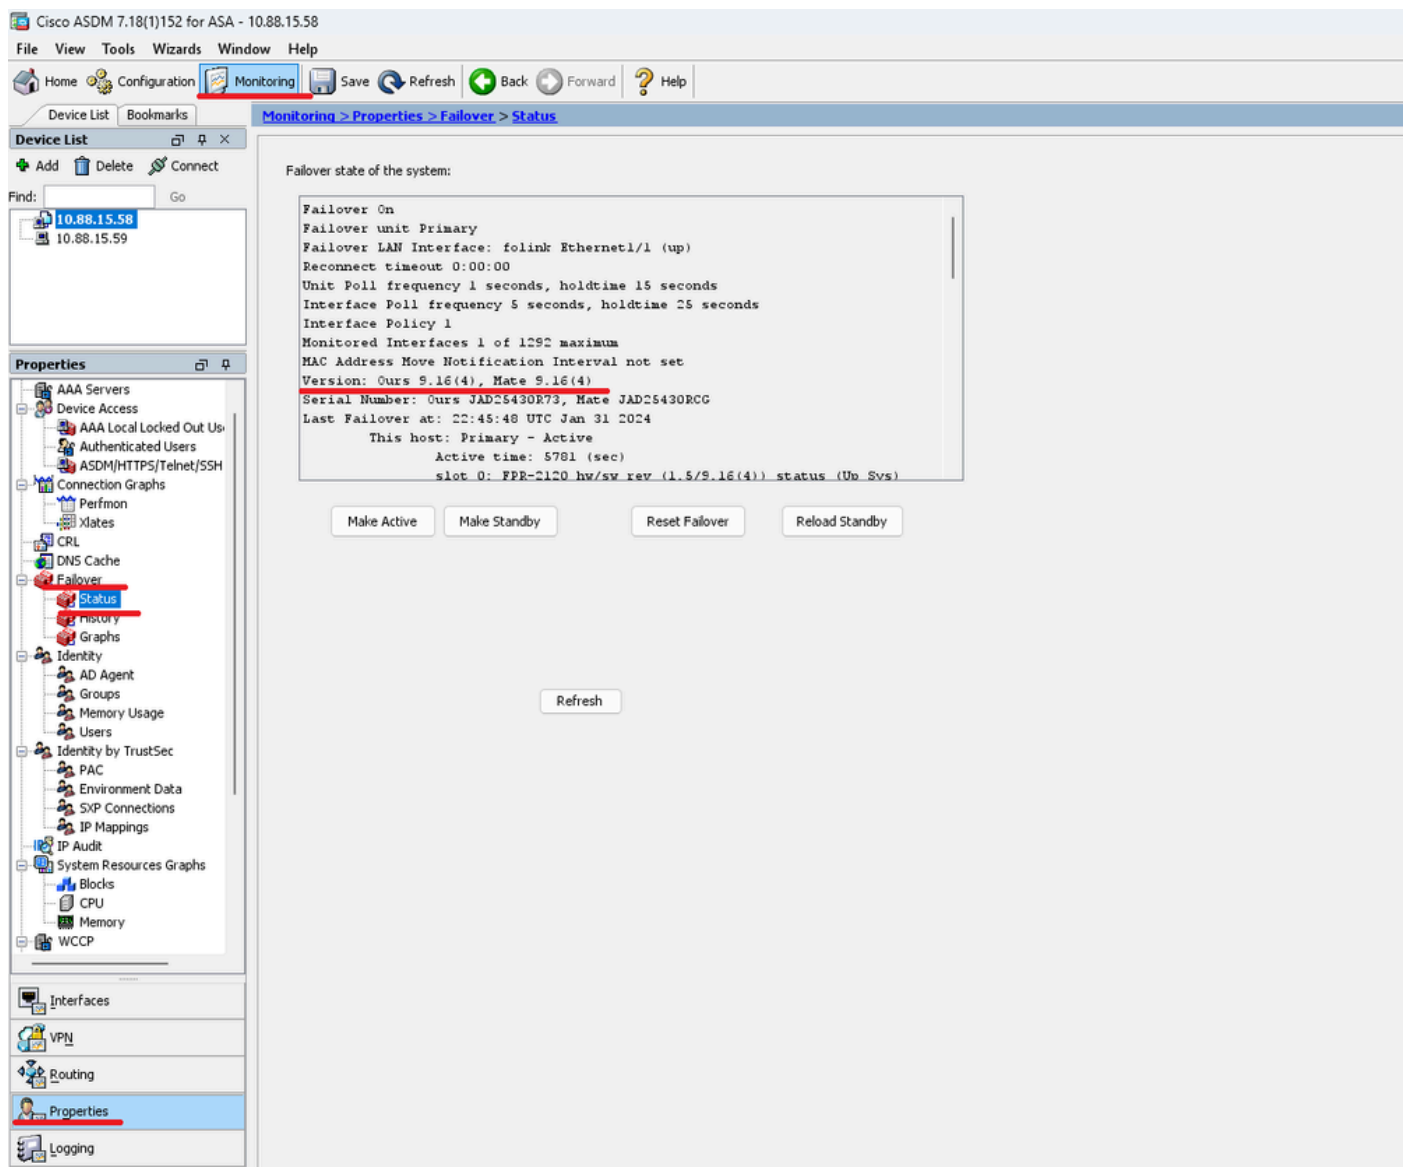 Cisco ASDM 7.18(1)152 for ASA - 10.88.15.58
File View Tools Wizards Window Help
Home Configuration Monitoring Save Refresh Back Forward Help
Device List Bookmarks
Monitoring > Properties > Failover > Status
Device List
Add Delete Connect
Find: Go
10.88.15.58
10.88.15.59
Failover state of the system:
Failover On
Failover unit Primary
Failover LAN Interface: folink Ethernet1/1 (up)
Reconnect timeout 0:00:00
Unit Poll frequency 1 seconds, holdtime 15 seconds
Interface Poll frequency 5 seconds, holdtime 25 seconds
Interface Policy 1
Monitored Interfaces 1 of 1292 maximum
MAC Address Move Notification Interval not set
Version: Ours 9.16(4), Mate 9.16(4)
Serial Number: Ours JAD25430R73, Mate JAD25430RCG
Last Failover at: 22:45:48 UTC Jan 31 2024
This host: Primary - Active
Active time: 5781 (sec)
slot 0: FPR-2120 hw/sw rev (1.5/9.16(4)) status (Up Sys)
Make Active Make Standby Reset Failover Reload Standby
Refresh
Properties
AAA Servers
Device Access
AAA Local Locked Out Us
Authenticated Users
ASDM/HTTPS/Telnet/SSH
Connection Graphs
Perfmon
Xlates
CRL
DNS Cache
Failover
Status
History
Graphs
Identity
AD Agent
Groups
Memory Usage
Users
Identity by TrustSec
PAC
Environment Data
SXP Connections
IP Mappings
IP Audit
System Resources Graphs
Blocks
CPU
Memory
WCCP
Interfaces
VPN
Routing
Properties
Logging